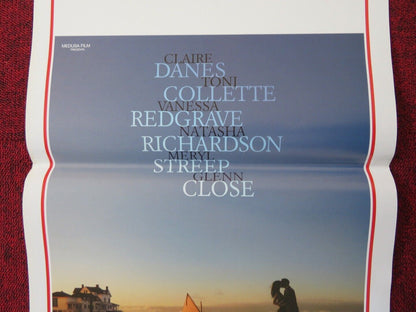 MEDUSA FILM
PRESENTA
CLAIRE
DANES
TONI
COLLETTE
VANESSA
REDGRAVE
NATASHA
RICHARDSON
MERYL
STREEP
GLENN
CLOSE